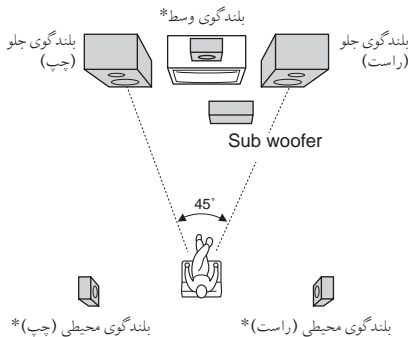 بلندگوی وسط*
بلندگوی جلو
(چپ)
بلندگوی جلو
(راست)
Sub woofer
45˚
بلندگوی محیطی (چپ)*
بلندگوی محیطی (راست)*